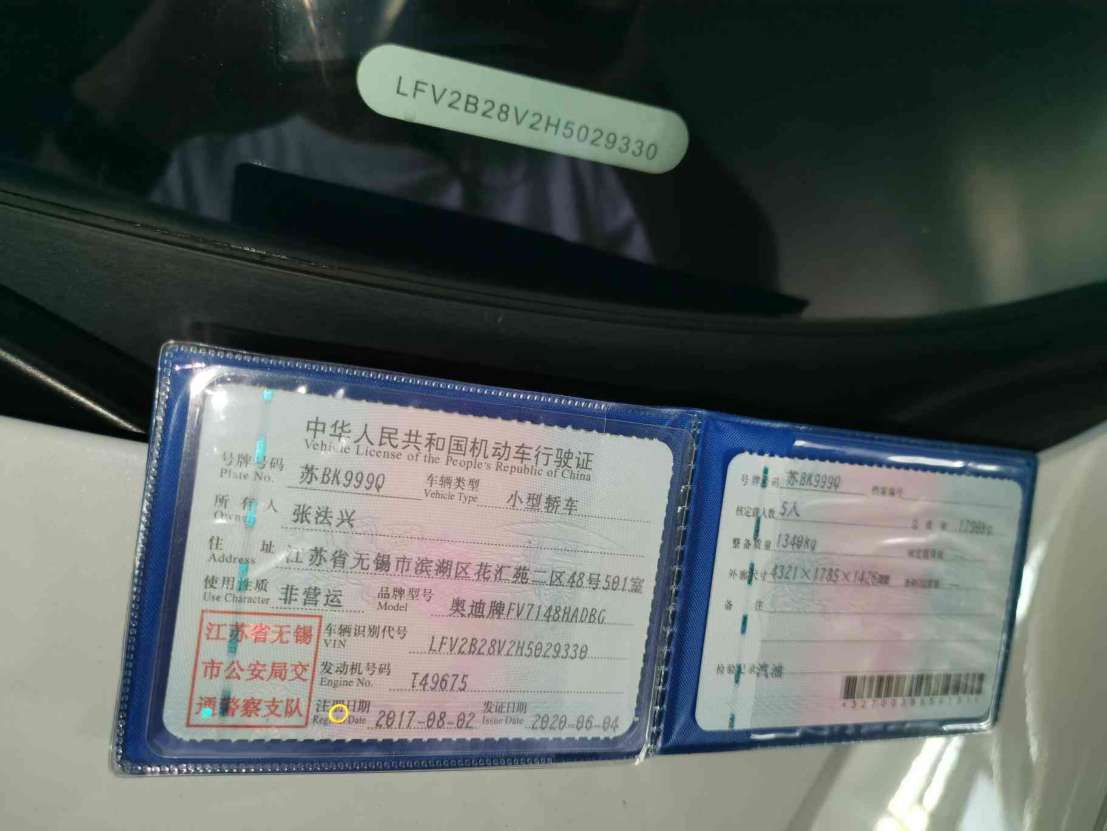 LFV2B28V2H5029330
中华人民共和国机动车行驶证
Vehicle License of the People's Republic of China
号牌号码 苏BK999Q 车辆类型 小型轿车
Plate No. Vehicle Type
所有人 张法兴
Owner
住址 江苏省无锡市滨湖区花汇苑二区48号501室
Address
使用性质 非营运 品牌型号 奥迪牌FV7148HADBG
Use Character Model
江苏省无锡
市公安局交
通警察支队
车辆识别代号 LFV2B28V2H5029330
VIN
发动机号码 T49675
Engine No.
注册日期 2017-08-02 发证日期 2020-06-04
Register Date Issue Date
号牌号码 苏BK999Q 档案编号
核定载人数 5人 总质量
整备质量 1340kg
外廓尺寸 4321×1785×1426
备注
检验记录 汽油